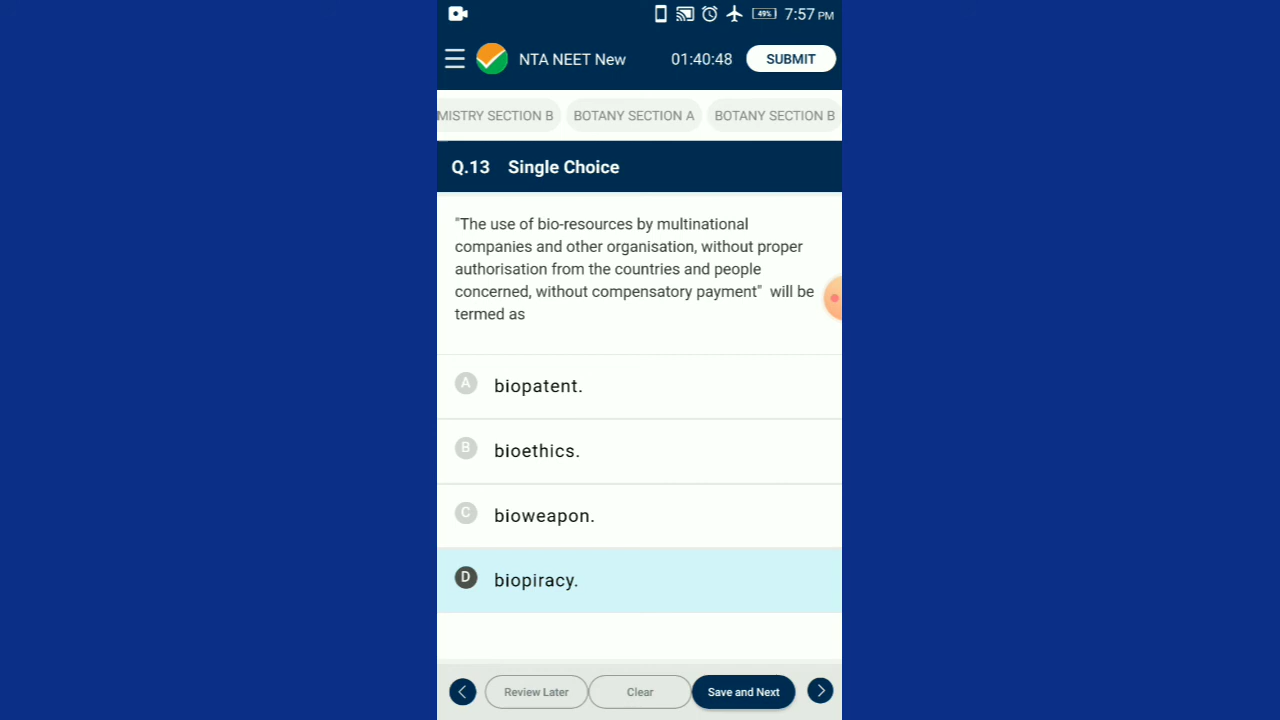 49% 7:57 PM
NTA NEET New 01:40:48 SUBMIT
MISTRY SECTION B BOTANY SECTION A BOTANY SECTION B
Q.13 Single Choice
"The use of bio-resources by multinational
companies and other organisation, without proper
authorisation from the countries and people
concerned, without compensatory payment" will be
termed as
A biopatent.
B bioethics.
C bioweapon.
D biopiracy.
Review Later Clear Save and Next